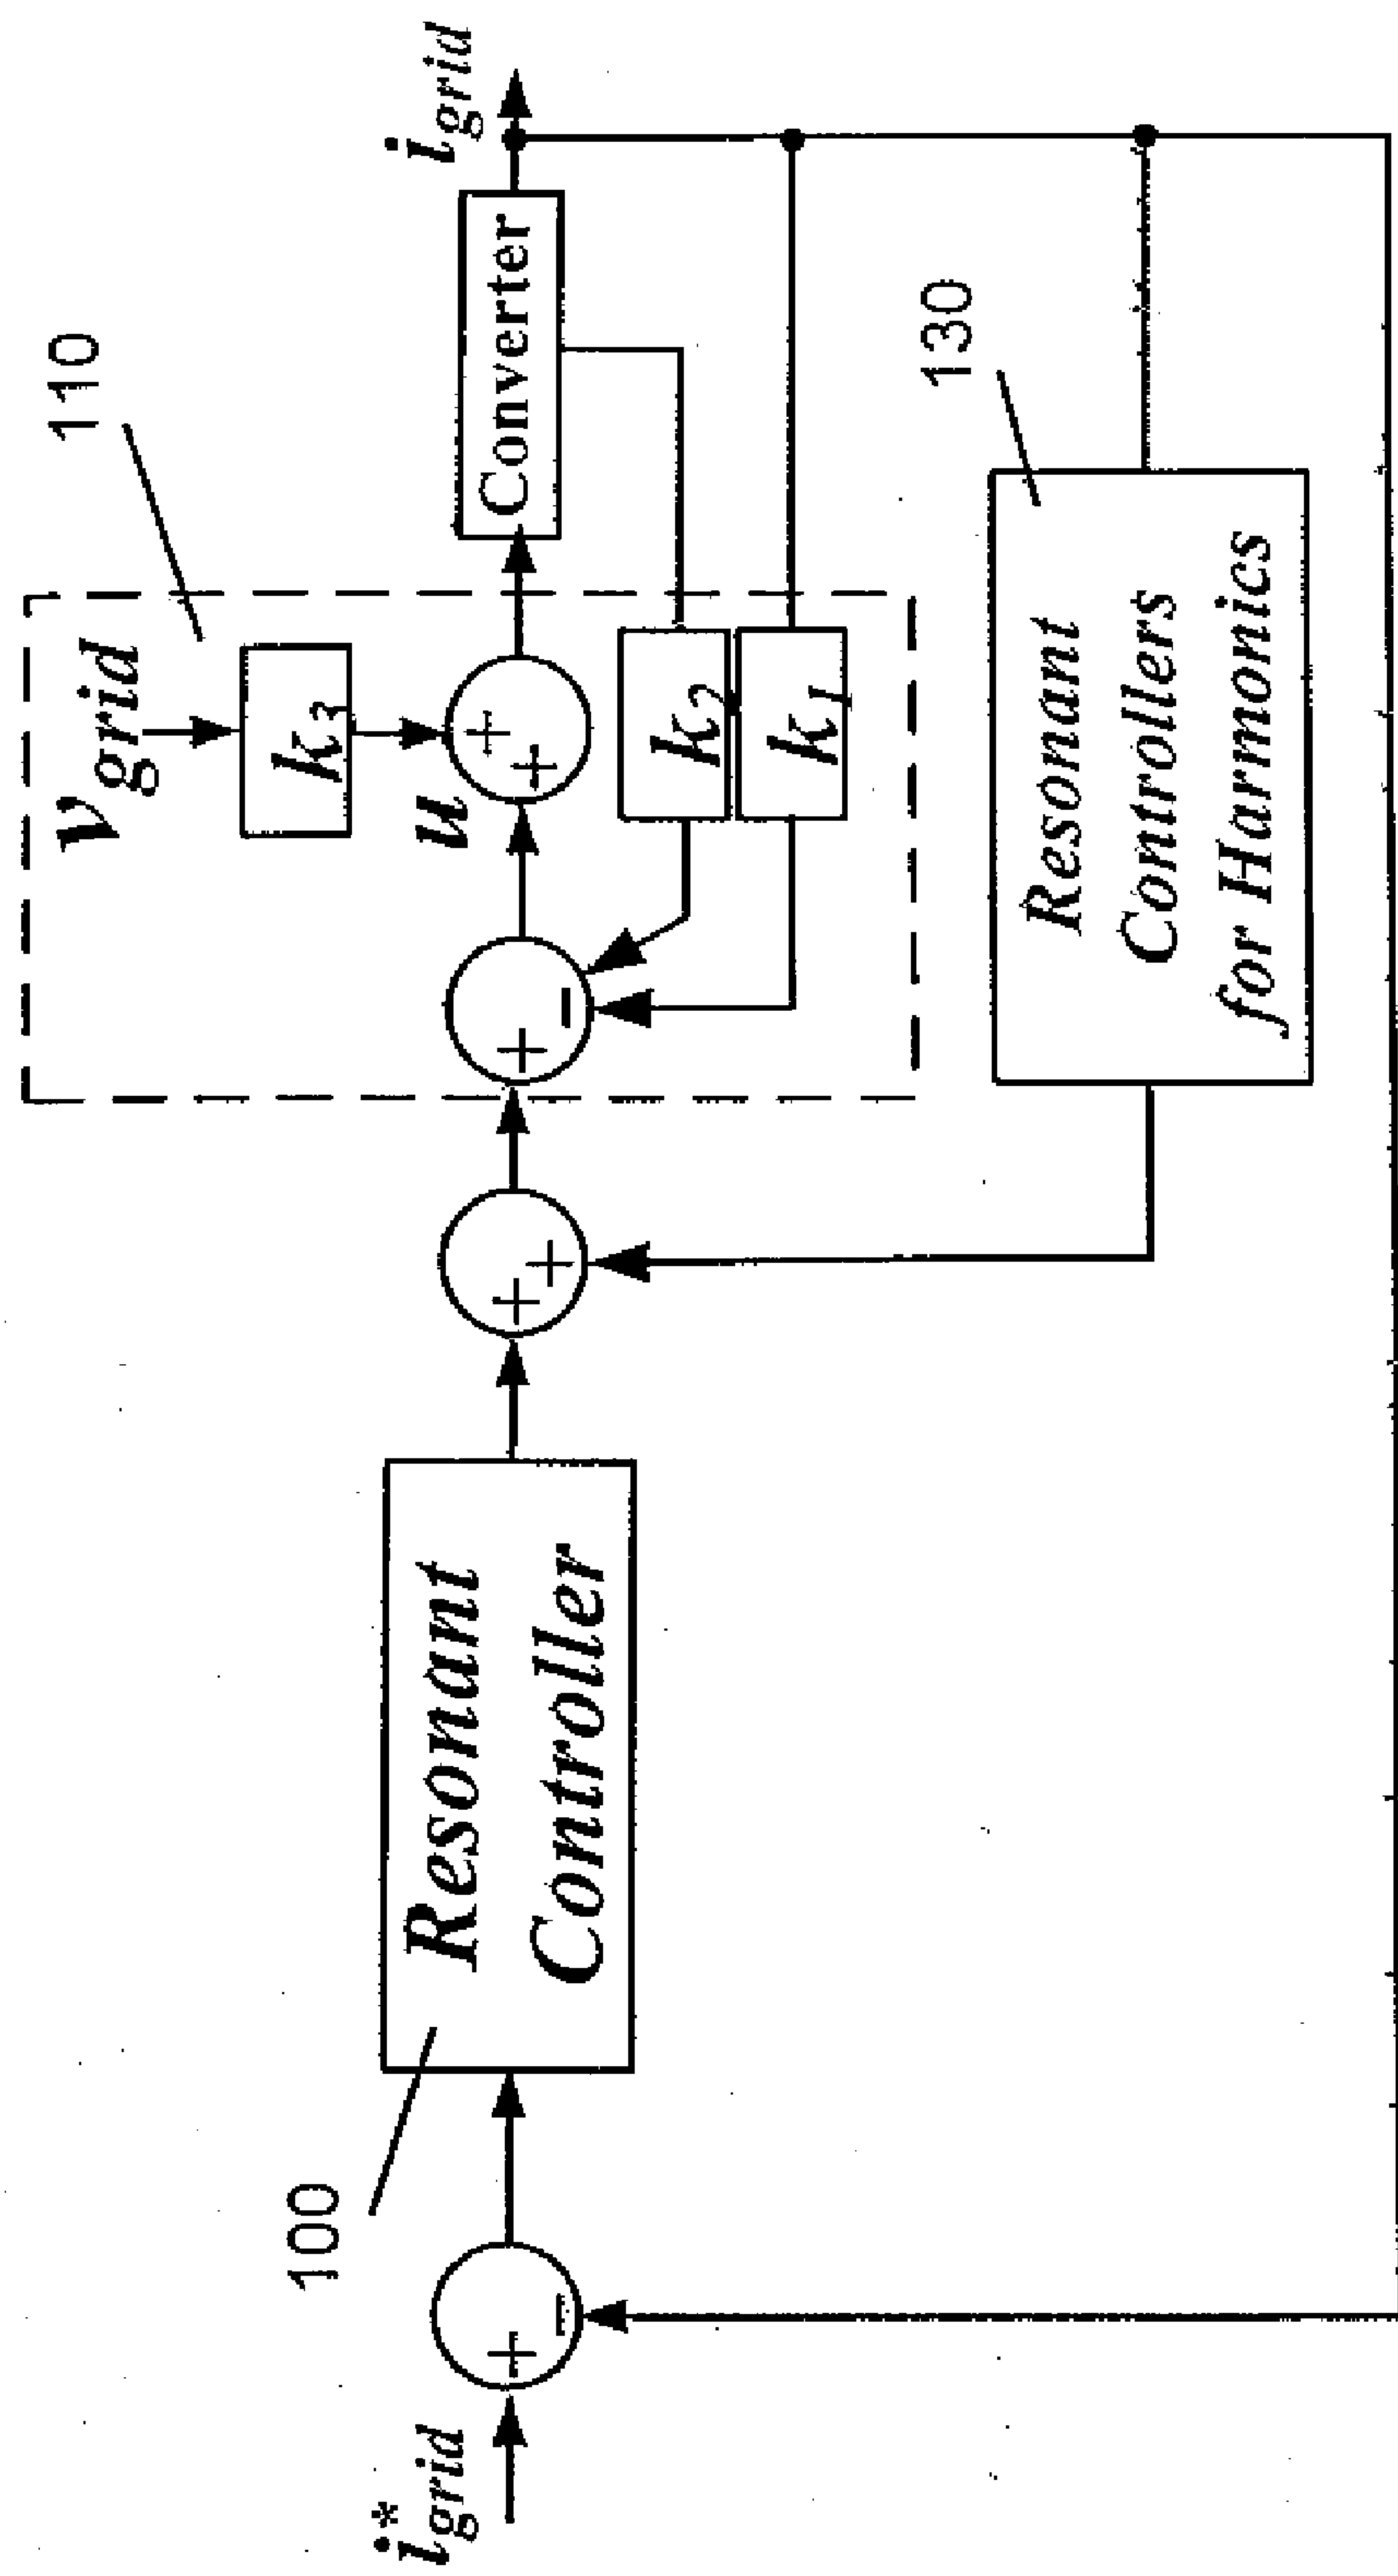 110
v_grid
k_3
u
i_grid
Converter
k_2
k_1
130
Resonant
Controllers
for Harmonics
100
Resonant
Controller
i*_grid